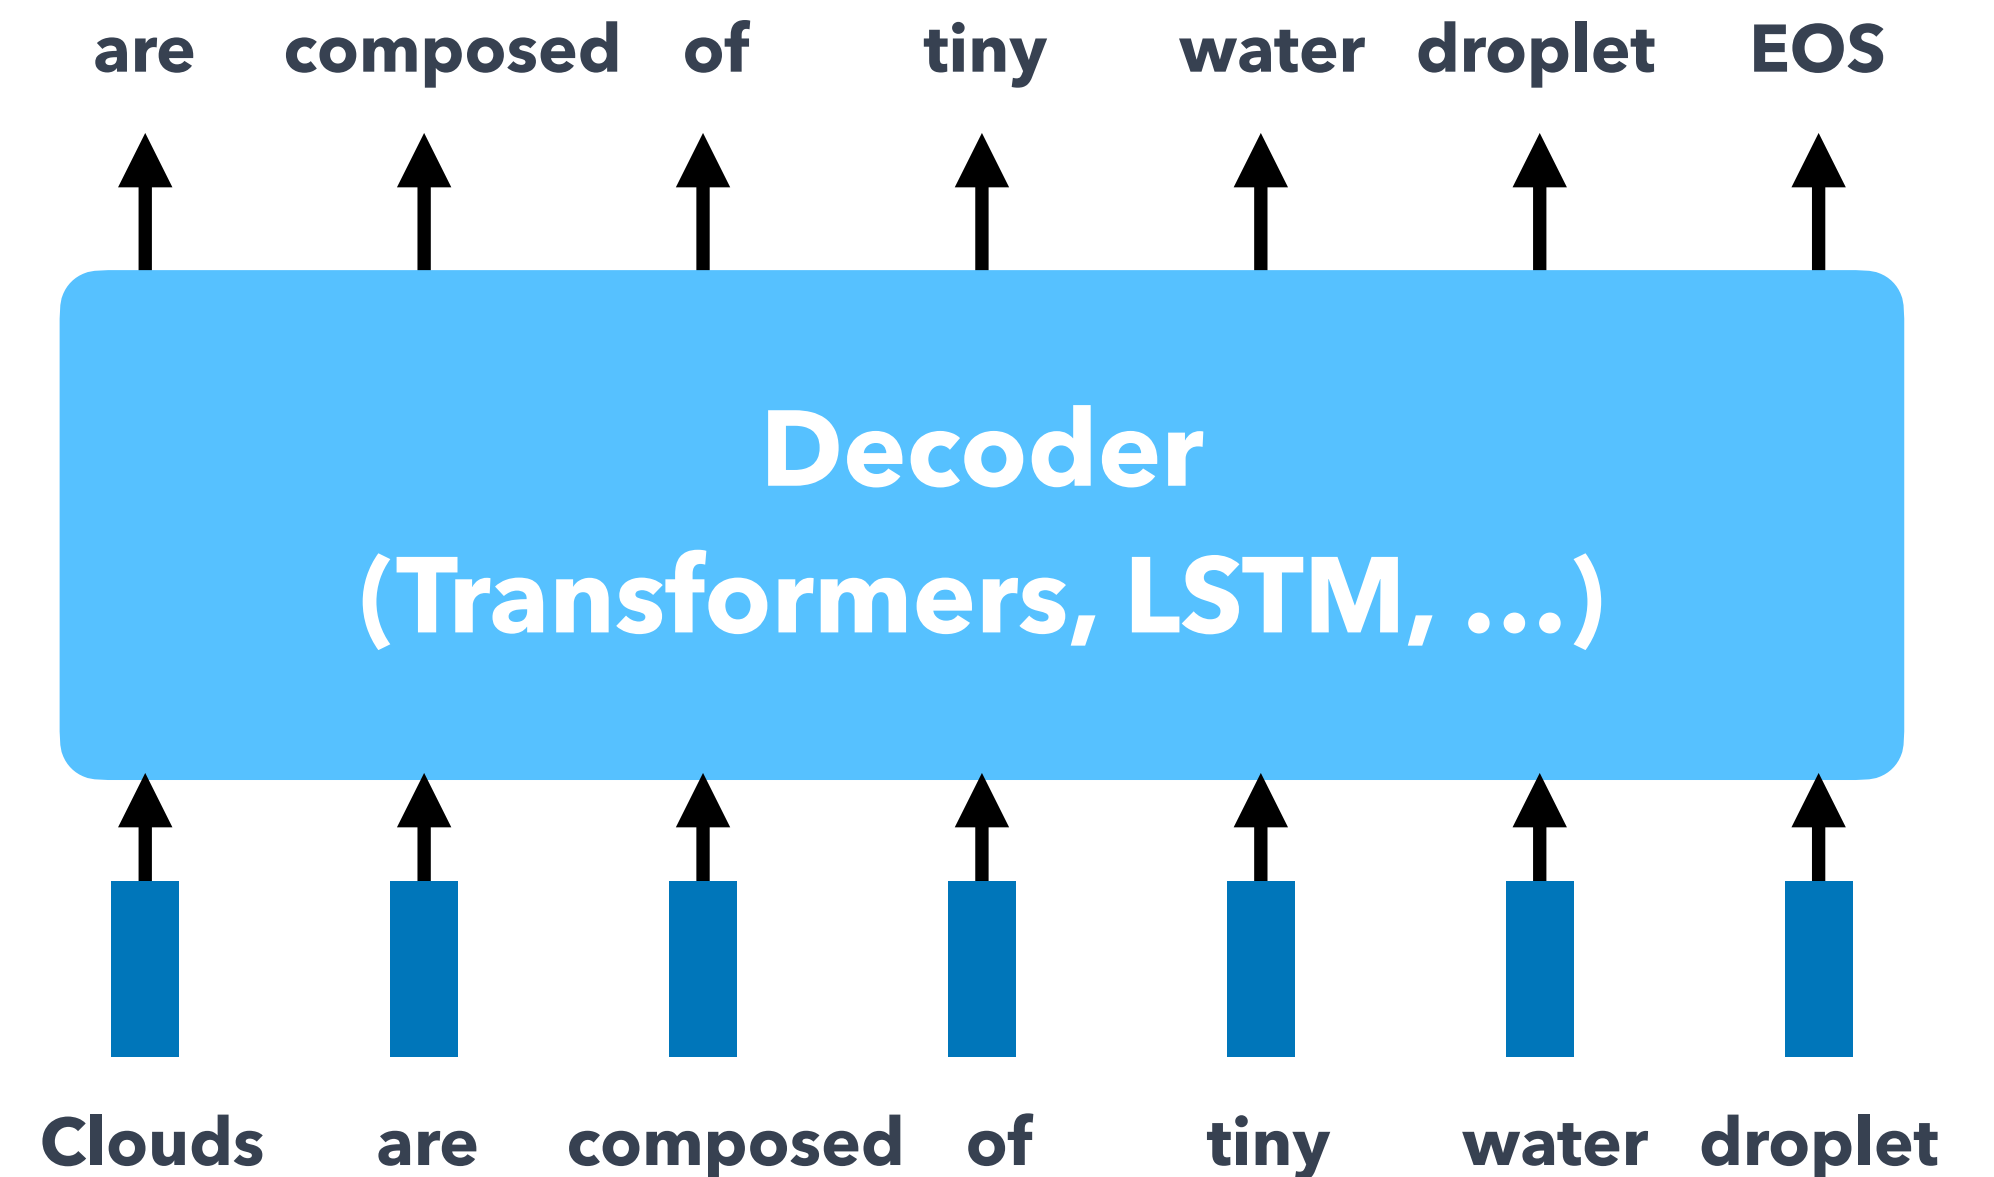 are composed of tiny water droplet EOS
Decoder
(Transformers, LSTM, ...)
Clouds are composed of tiny water droplet